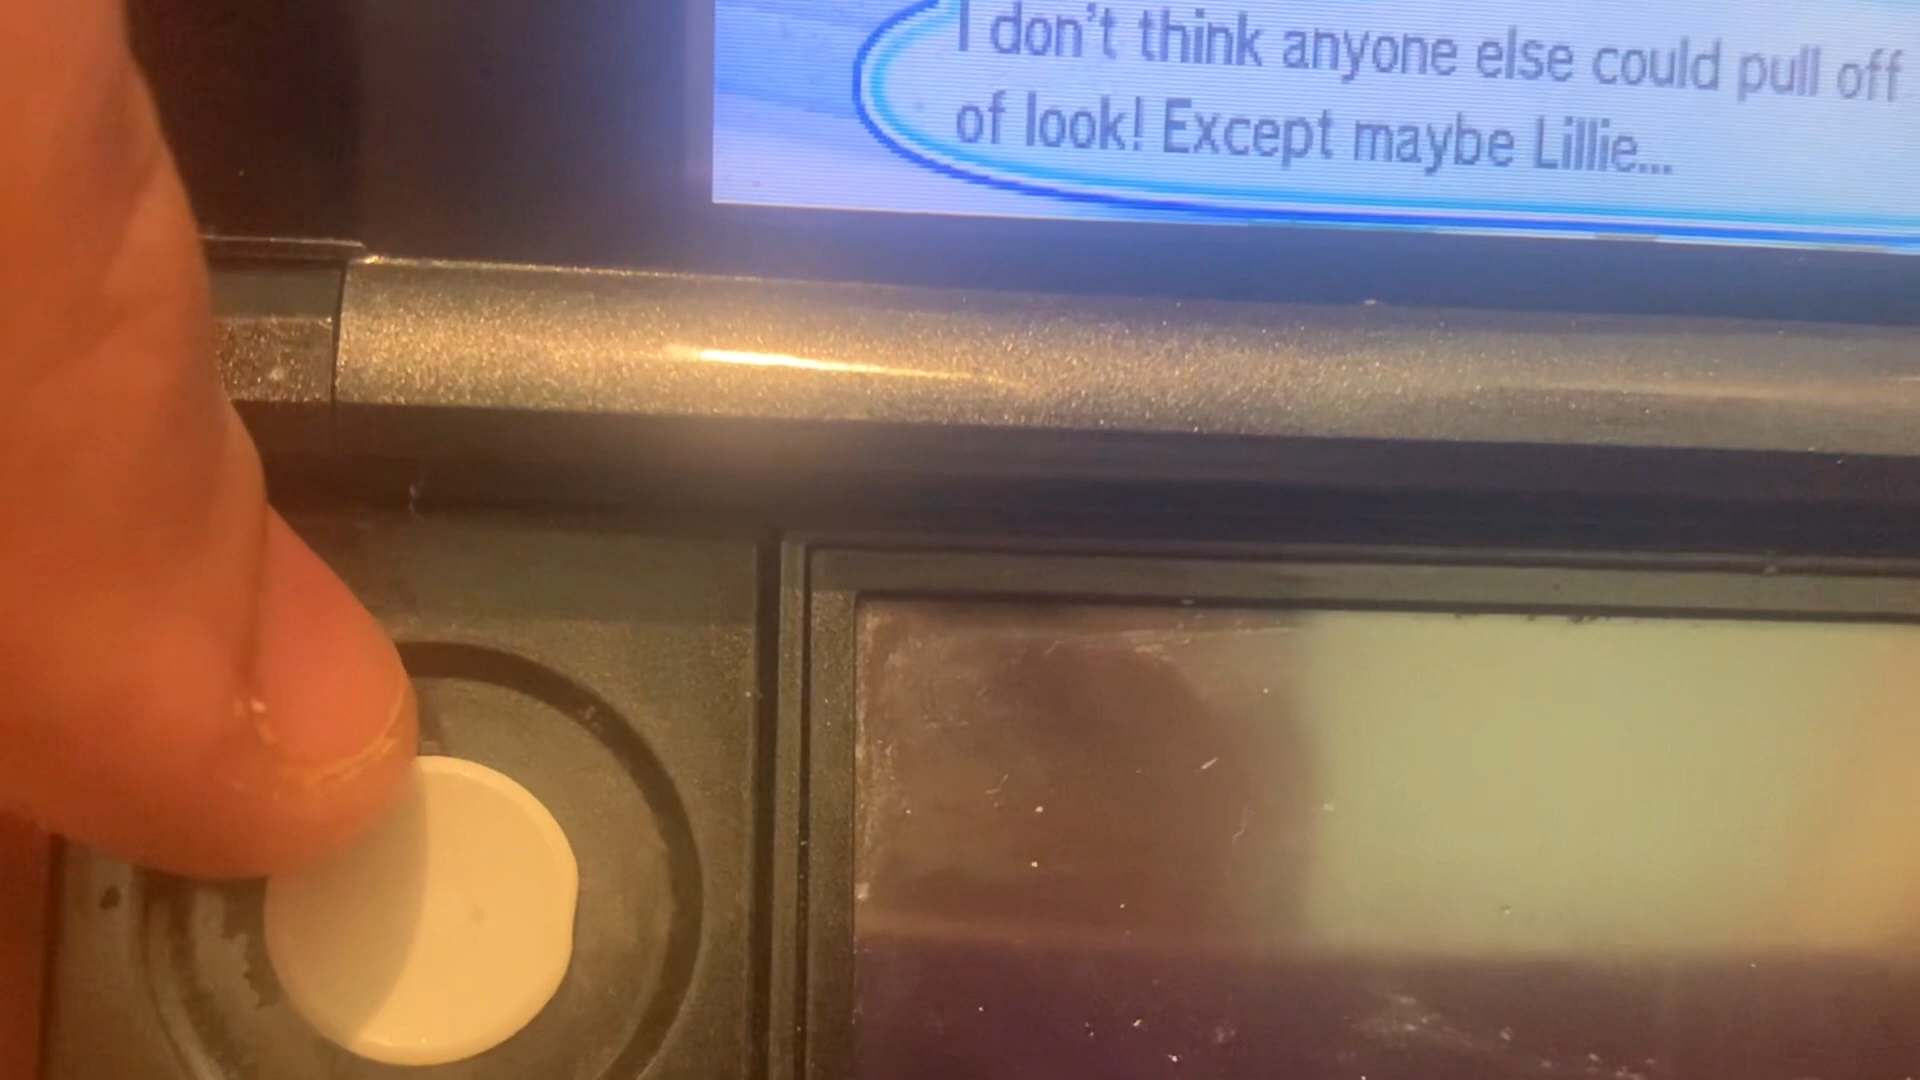 I don't think anyone else could pull off
of look! Except maybe Lillie...